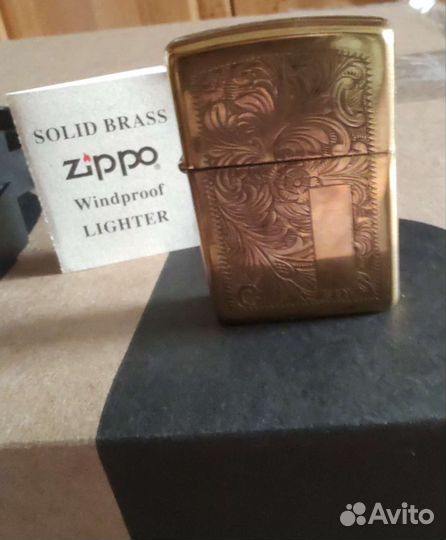 SOLID BRASS
zippo®
Windproof
LIGHTER
Avito